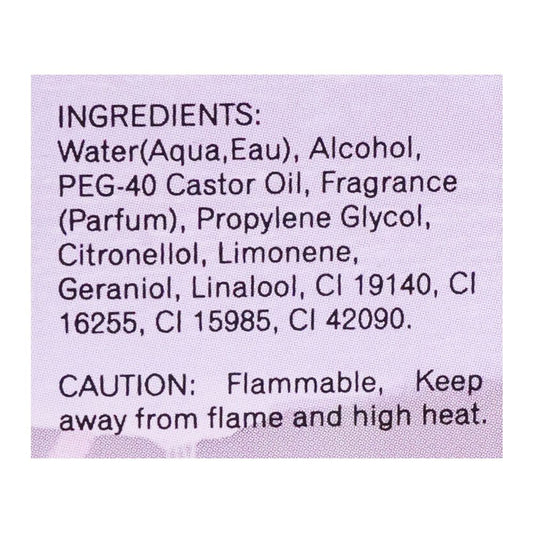 INGREDIENTS:
Water(Aqua,Eau), Alcohol,
PEG-40 Castor Oil, Fragrance
(Parfum), Propylene Glycol,
Citronellol, Limonene,
Geraniol, Linalool, CI 19140, CI
16255, CI 15985, CI 42090.
CAUTION: Flammable, Keep
away from flame and high heat.